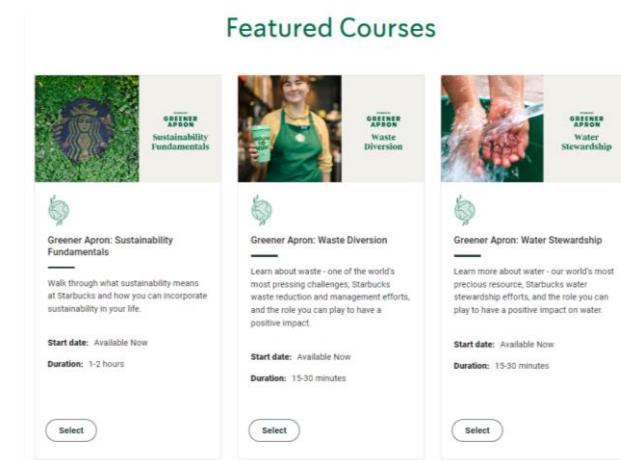 Featured Courses
GREENER
APRON
Sustainability
Fundamentals
Greener Apron: Sustainability
Fundamentals
Walk through what sustainability means
at Starbucks and how you can incorporate
sustainability in your life.
Start date: Available Now
Duration: 1-2 hours
Select
GREENER
APRON
Waste
Diversion
Greener Apron: Waste Diversion
Learn about waste - one of the world's
most pressing challenges, Starbucks
waste reduction and management efforts,
and the role you can play to have a
positive impact.
Start date: Available Now
Duration: 15-30 minutes
Select
GREENER
APRON
Water
Stewardship
Greener Apron: Water Stewardship
Learn more about water - our world's most
precious resource, Starbucks water
stewardship efforts, and the role you can
play to have a positive impact on water.
Start date: Available Now
Duration: 15-30 minutes
Select